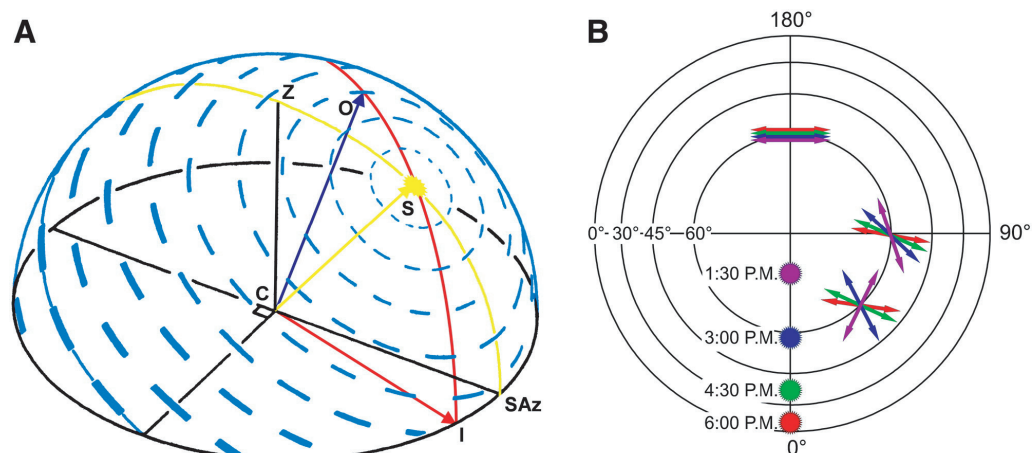 A
Z
O
S
C
SAz
I
B
180°
0°-30°-45°-60°
90°
1:30 P.M.
3:00 P.M.
4:30 P.M.
6:00 P.M.
0°